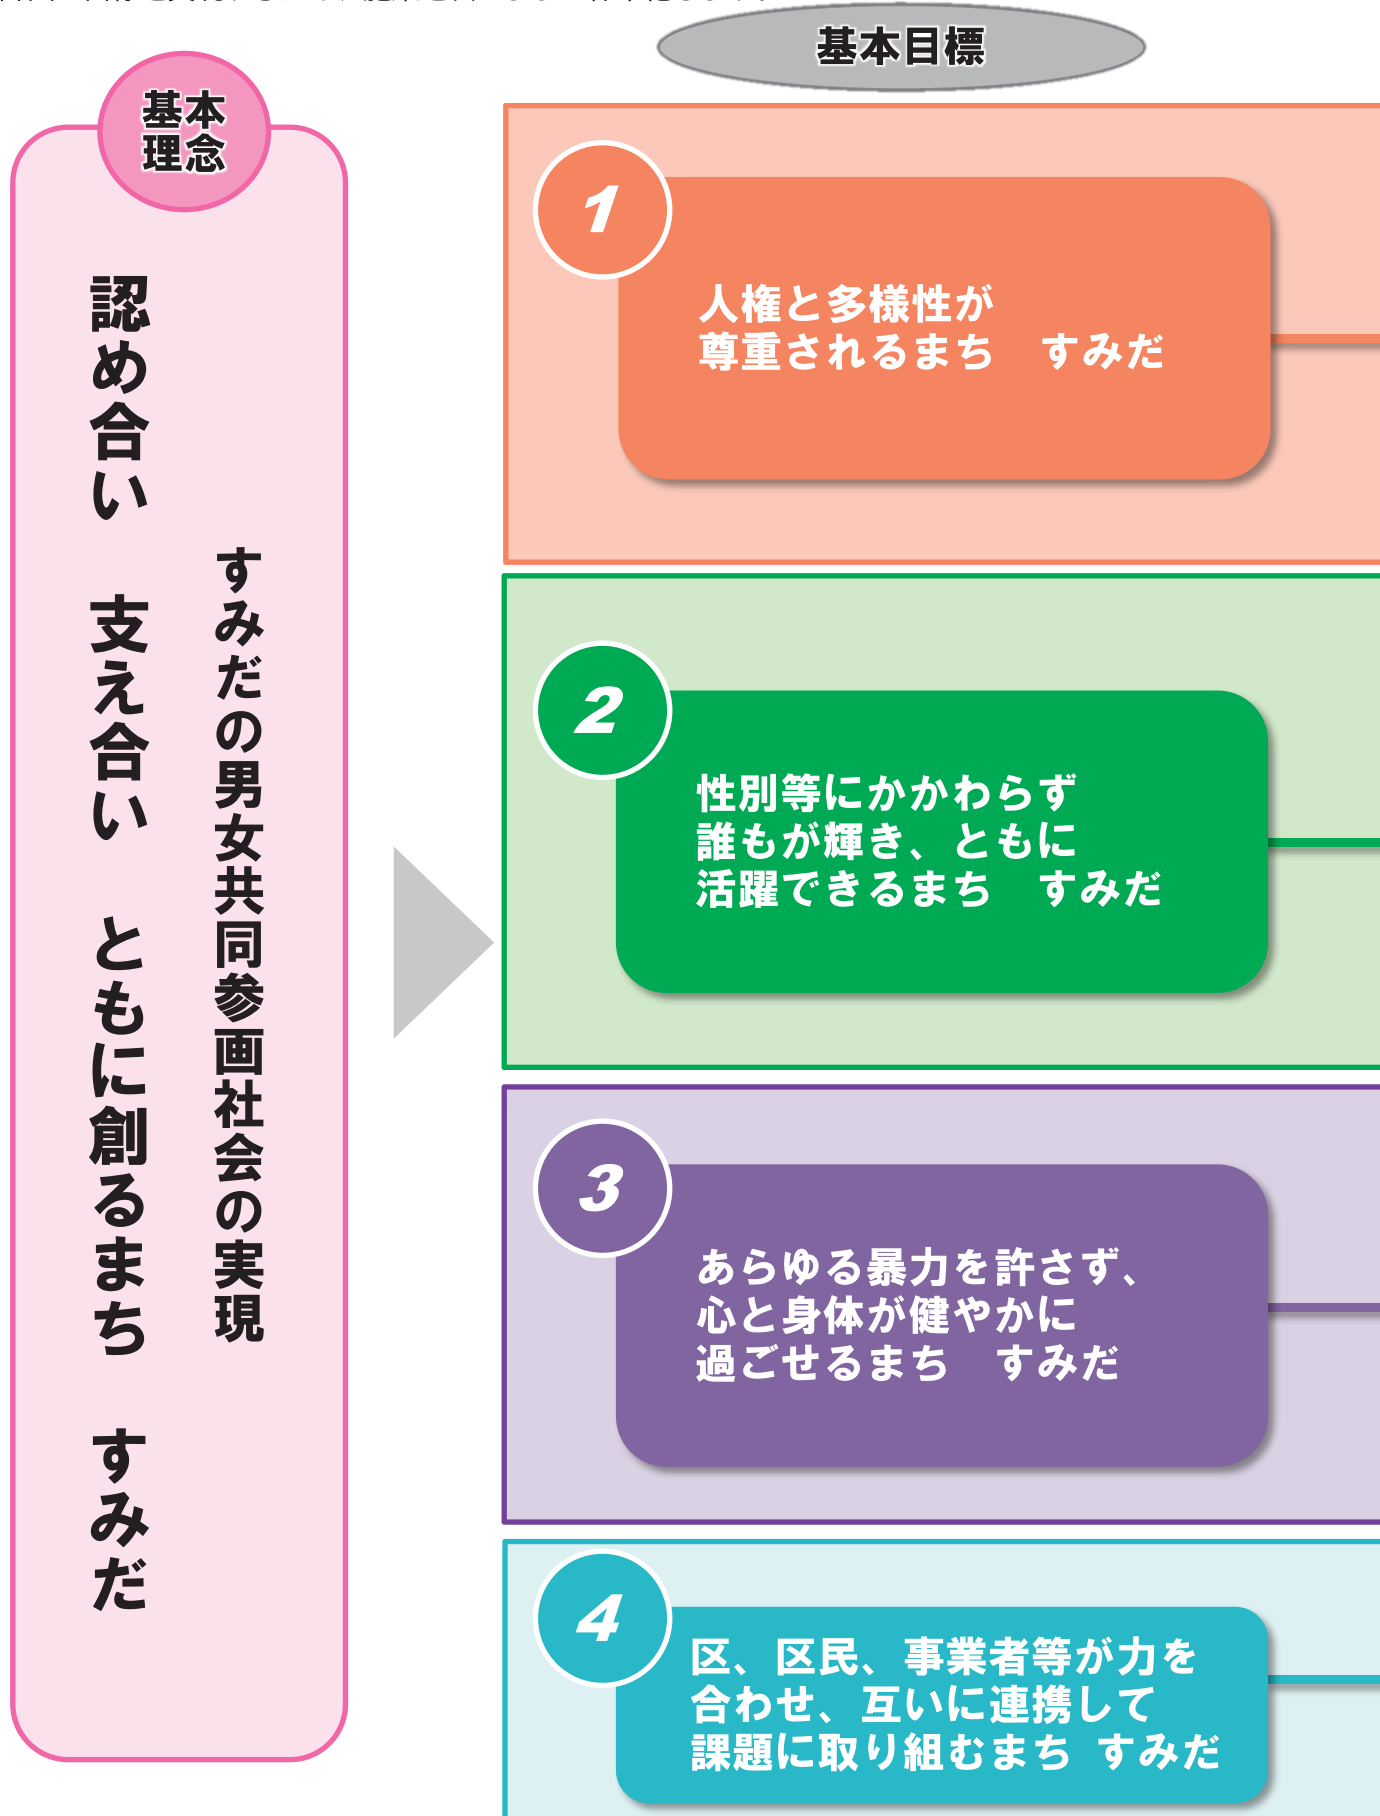 基本目標
基本
理念
すみだの男女共同参画社会の実現
認め合い　支え合い　ともに創るまち　すみだ
1
人権と多様性が
尊重されるまち　すみだ
2
性別等にかかわらず
誰もが輝き、ともに
活躍できるまち　すみだ
3
あらゆる暴力を許さず、
心と身体が健やかに
過ごせるまち　すみだ
4
区、区民、事業者等が力を
合わせ、互いに連携して
課題に取り組むまち すみだ